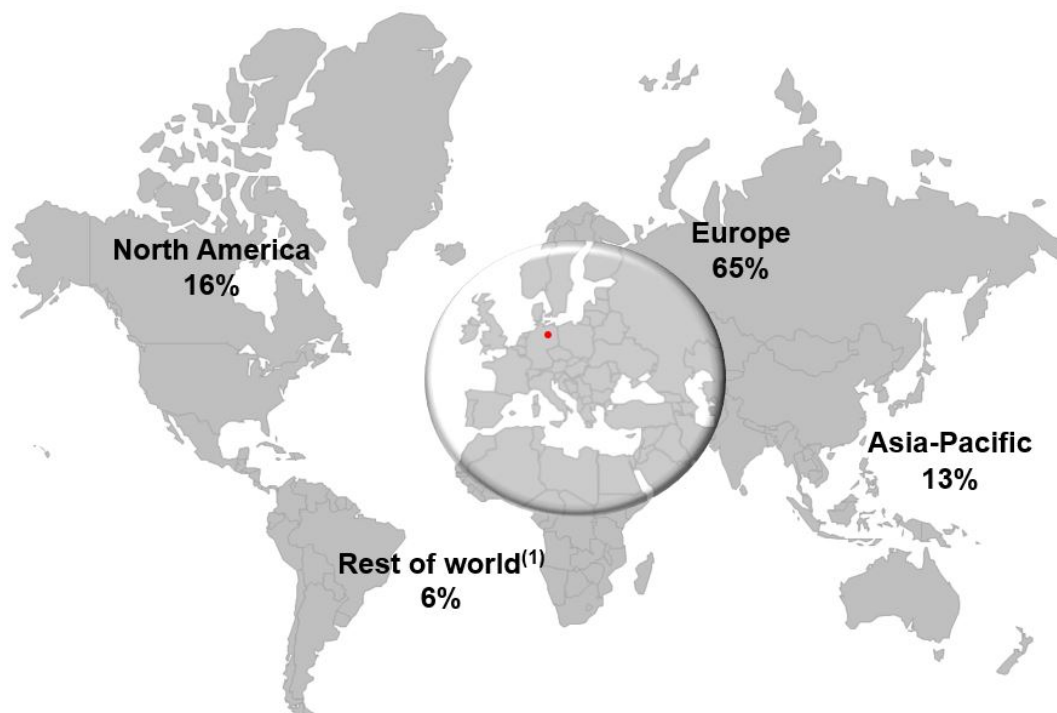 North America
16%
Europe
65%
Asia-Pacific
13%
Rest of world(1)
6%